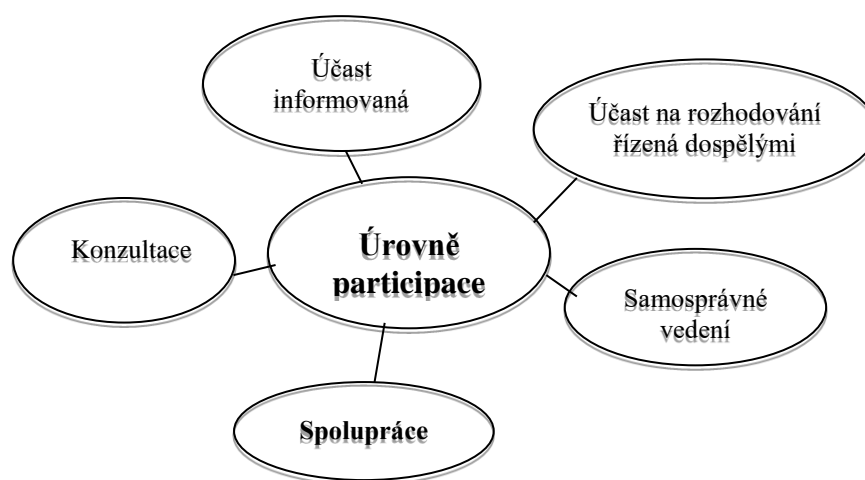 Účast
informovaná
Účast na rozhodování
řízená dospělými
Konzultace
Úrovně
participace
Samosprávné
vedení
Spolupráce